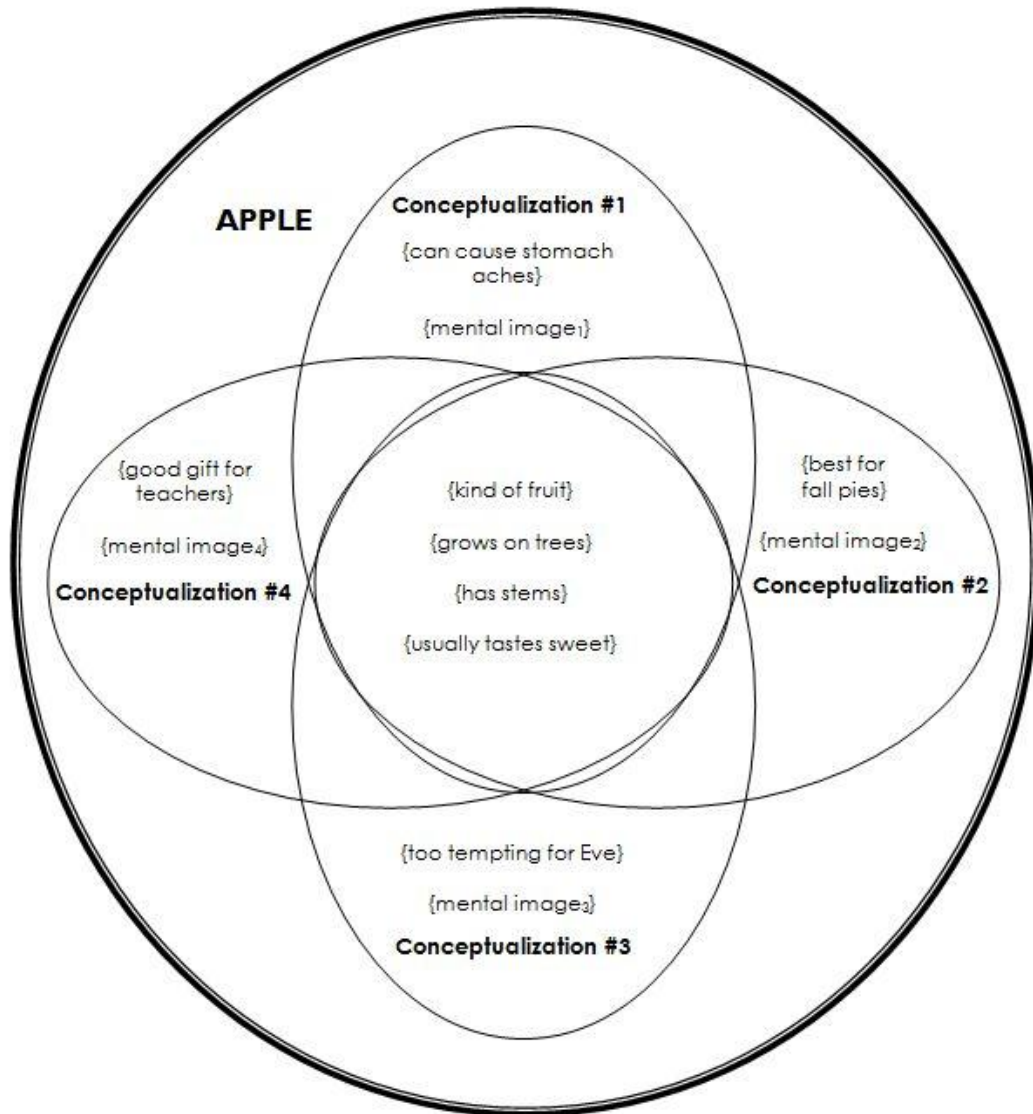 APPLE
Conceptualization #1
{can cause stomach
aches}
{mental image₁}
{good gift for
teachers}
{mental image₄}
Conceptualization #4
{kind of fruit}
{grows on trees}
{has stems}
{usually tastes sweet}
{best for
fall pies}
{mental image₂}
Conceptualization #2
{too tempting for Eve}
{mental image₃}
Conceptualization #3